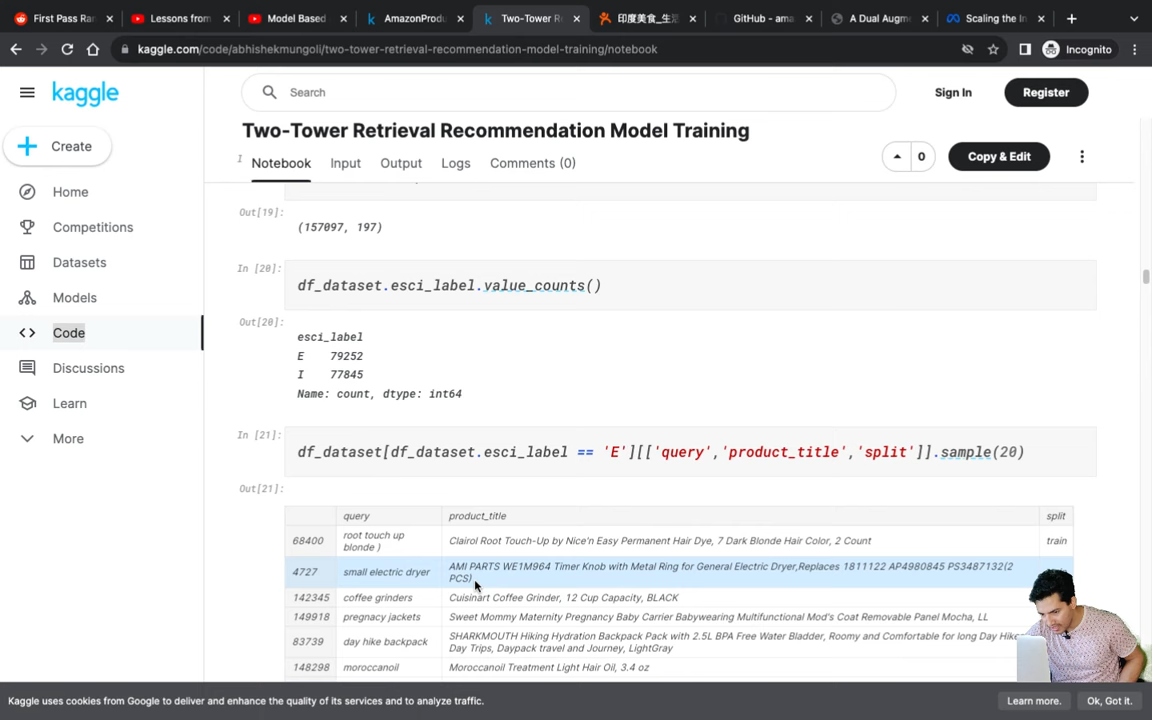 First Pass Ran
Lessons from
Model Based
AmazonProdu
Two-Tower R
印度美食_生活
GitHub - ama
A Dual Augme
Scaling the In
kaggle.com/code/abhishekmungoli/two-tower-retrieval-recommendation-model-training/notebook
Incognito
kaggle
Search
Sign In
Register
Create
Home
Competitions
Datasets
Models
Code
Discussions
Learn
More
Two-Tower Retrieval Recommendation Model Training
Notebook
Input
Output
Logs
Comments (0)
0
Copy & Edit
Out[19]:
(157097, 197)
In [20]:
df_dataset.esci_label.value_counts()
Out[20]:
esci_label
E 79252
I 77845
Name: count, dtype: int64
In [21]:
df_dataset[df_dataset.esci_label == 'E'][['query','product_title','split']].sample(20)
Out[21]:
query product_title split
68400 root touch up blonde ) Clairol Root Touch-Up by Nice'n Easy Permanent Hair Dye, 7 Dark Blonde Hair Color, 2 Count train
4727 small electric dryer AMI PARTS WE1M964 Timer Knob with Metal Ring for General Electric Dryer,Replaces 1811122 AP4980845 PS3487132(2
PCS)
142345 coffee grinders Cuisinart Coffee Grinder, 12 Cup Capacity, BLACK
149918 pregnacy jackets Sweet Mommy Maternity Pregnancy Baby Carrier Babywearing Multifunctional Mod's Coat Removable Panel Mocha, LL
83739 day hike backpack SHARKMOUTH Hiking Hydration Backpack Pack with 2.5L BPA Free Water Bladder, Roomy and Comfortable for long Day Hike
Day Trips, Daypack travel and Journey, LightGray
148298 moroccanoil Moroccanoil Treatment Light Hair Oil, 3.4 oz
Kaggle uses cookies from Google to deliver and enhance the quality of its services and to analyze traffic.
Learn more.
Ok, Got it.